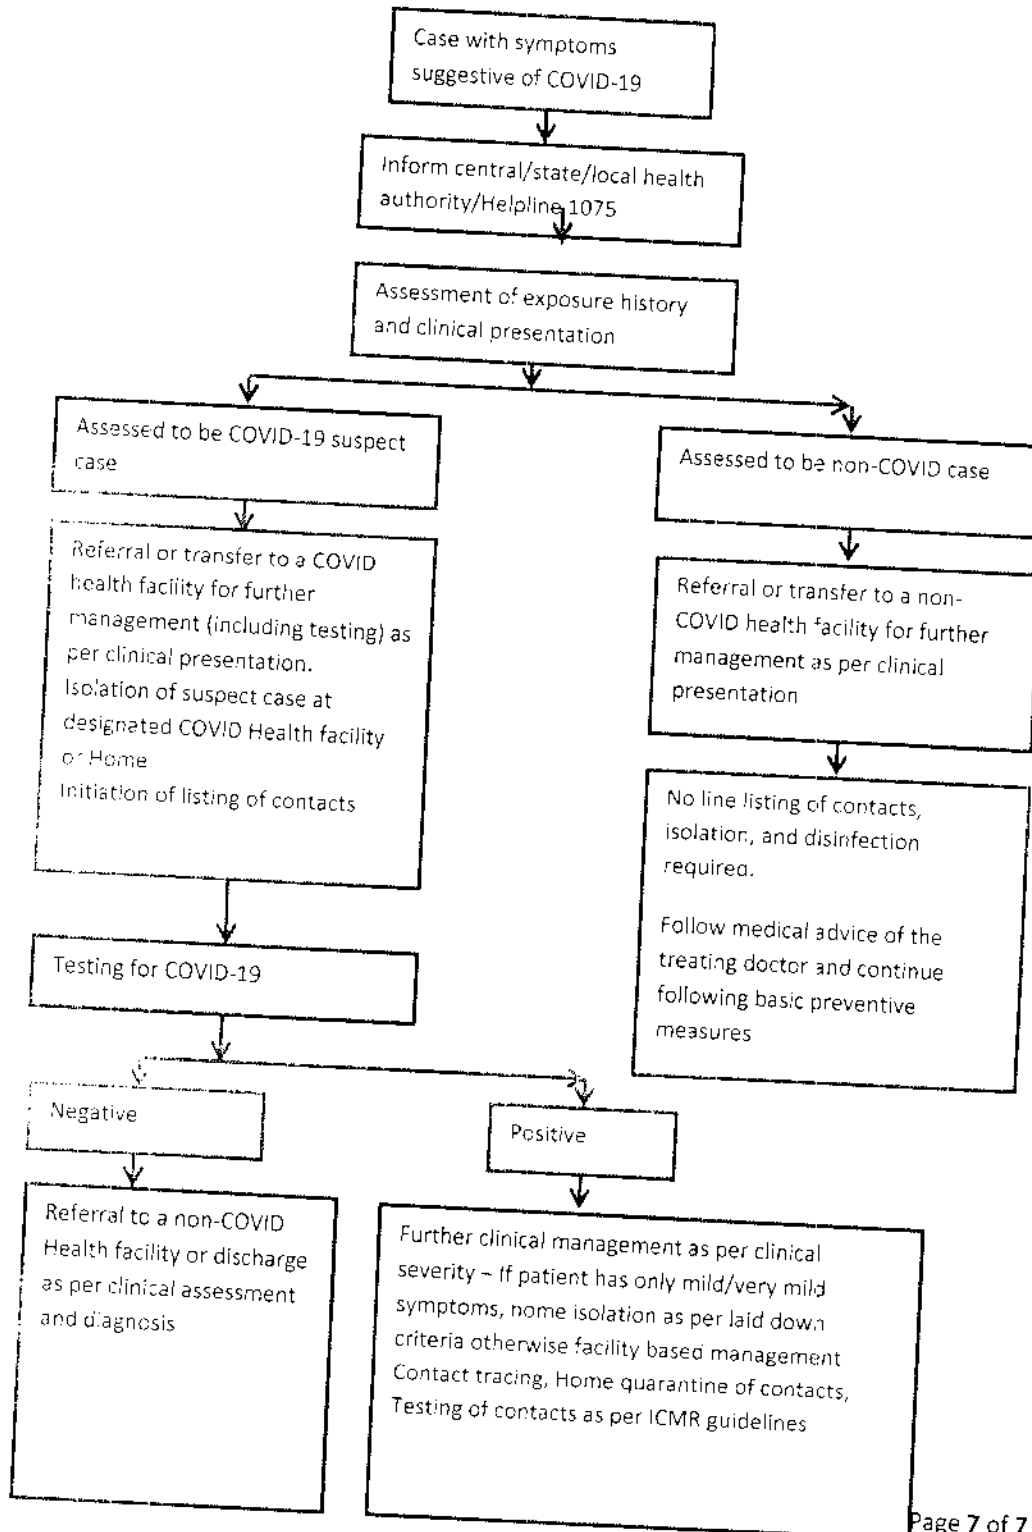 Case with symptoms
suggestive of COVID-19
Inform central/state/local health
authority/Helpline 1075
Assessment of exposure history
and clinical presentation
Assessed to be COVID-19 suspect
case
Referral or transfer to a COVID
health facility for further
management (including testing) as
per clinical presentation.
Isolation of suspect case at
designated COVID Health facility
or Home
Initiation of listing of contacts
Testing for COVID-19
Negative
Referral to a non-COVID
Health facility or discharge
as per clinical assessment
and diagnosis
Positive
Further clinical management as per clinical
severity – If patient has only mild/very mild
symptoms, home isolation as per laid down
criteria otherwise facility based management
Contact tracing, Home quarantine of contacts,
Testing of contacts as per ICMR guidelines
Assessed to be non-COVID case
Referral or transfer to a non-
COVID health facility for further
management as per clinical
presentation
No line listing of contacts,
isolation, and disinfection
required.
Follow medical advice of the
treating doctor and continue
following basic preventive
measures
Page 7 of 7